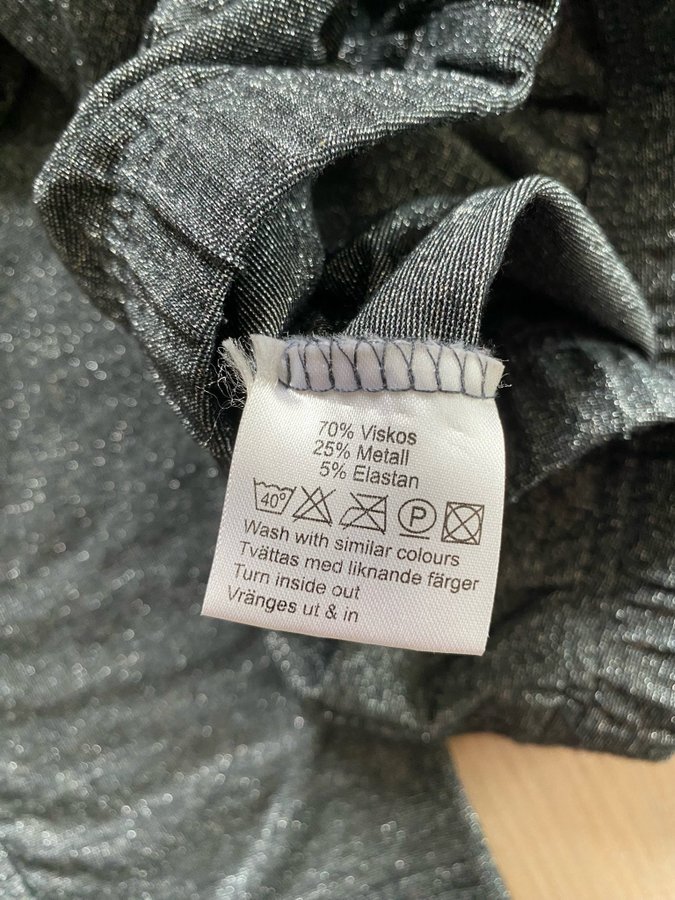 70% Viskos
25% Metall
5% Elastan
40° P
Wash with similar colours
Tvättas med liknande färger
Turn inside out
Vränges ut & in